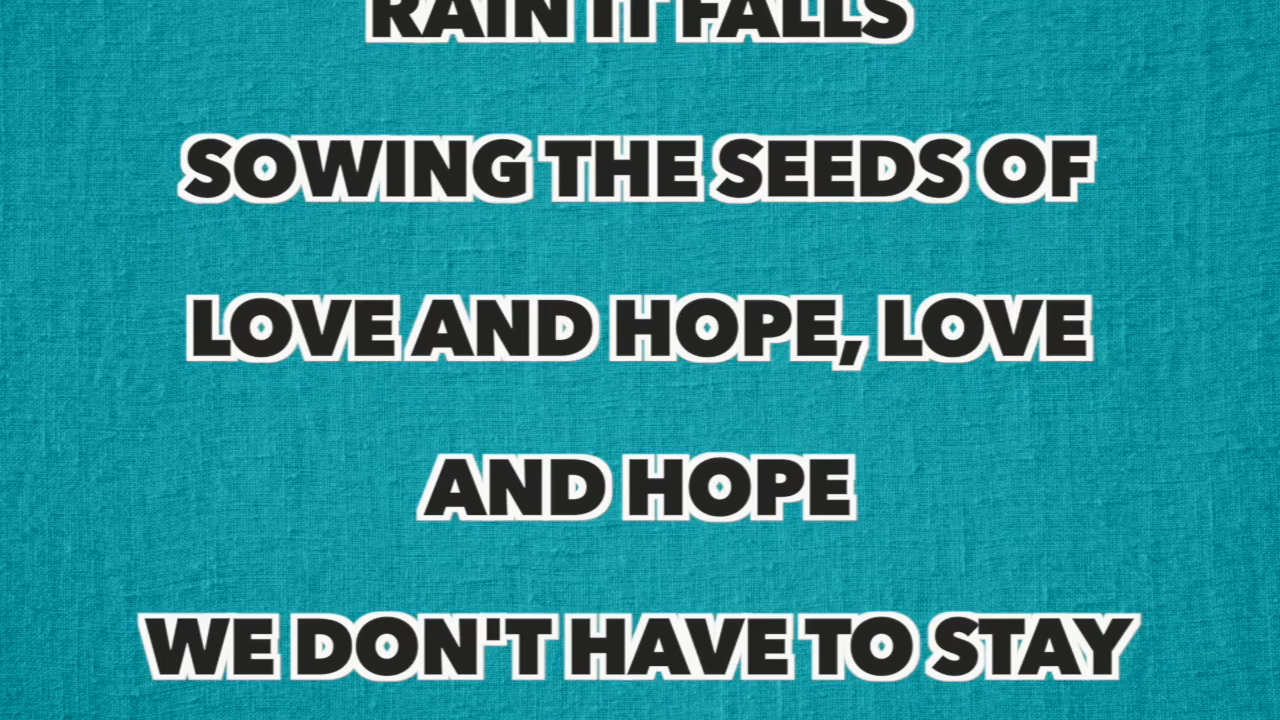 RAIN IT FALLS
SOWING THE SEEDS OF
LOVE AND HOPE, LOVE
AND HOPE
WE DON'T HAVE TO STAY